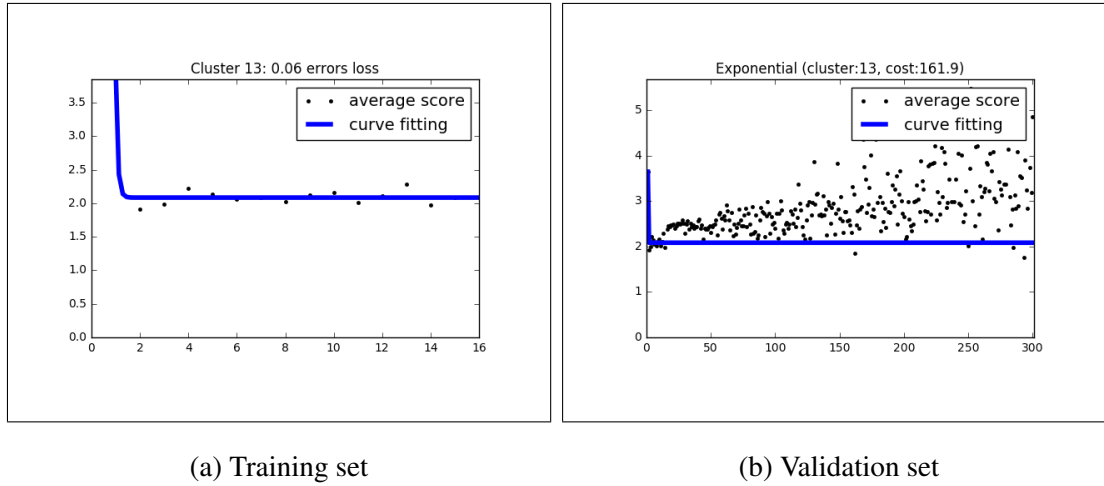 Cluster 13: 0.06 errors loss
average score
curve fitting
3.5
3.0
2.5
2.0
1.5
1.0
0.5
0.0
0 2 4 6 8 10 12 14 16
Exponential (cluster:13, cost:161.9)
average score
curve fitting
5
4
3
2
1
0
0 50 100 150 200 250 300
(a) Training set
(b) Validation set